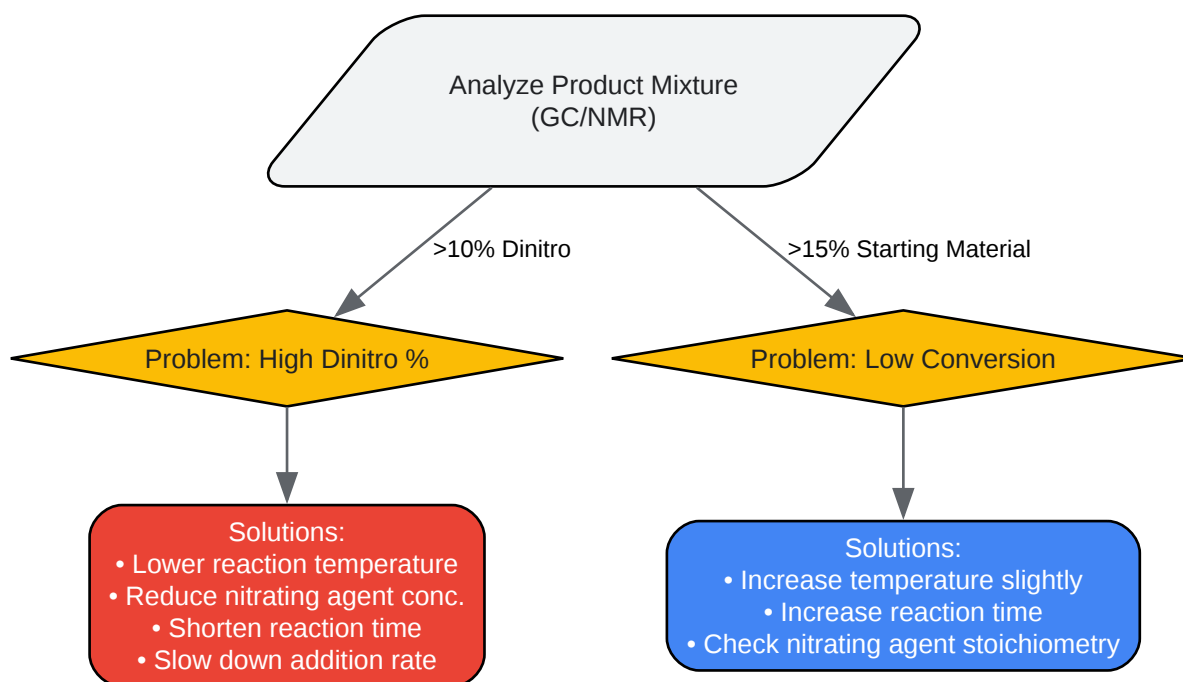 Analyze Product Mixture
(GC/NMR)
>10% Dinitro
>15% Starting Material
Problem: High Dinitro %
Problem: Low Conversion
Solutions:
• Lower reaction temperature
• Reduce nitrating agent conc.
• Shorten reaction time
• Slow down addition rate
Solutions:
• Increase temperature slightly
• Increase reaction time
• Check nitrating agent stoichiometry